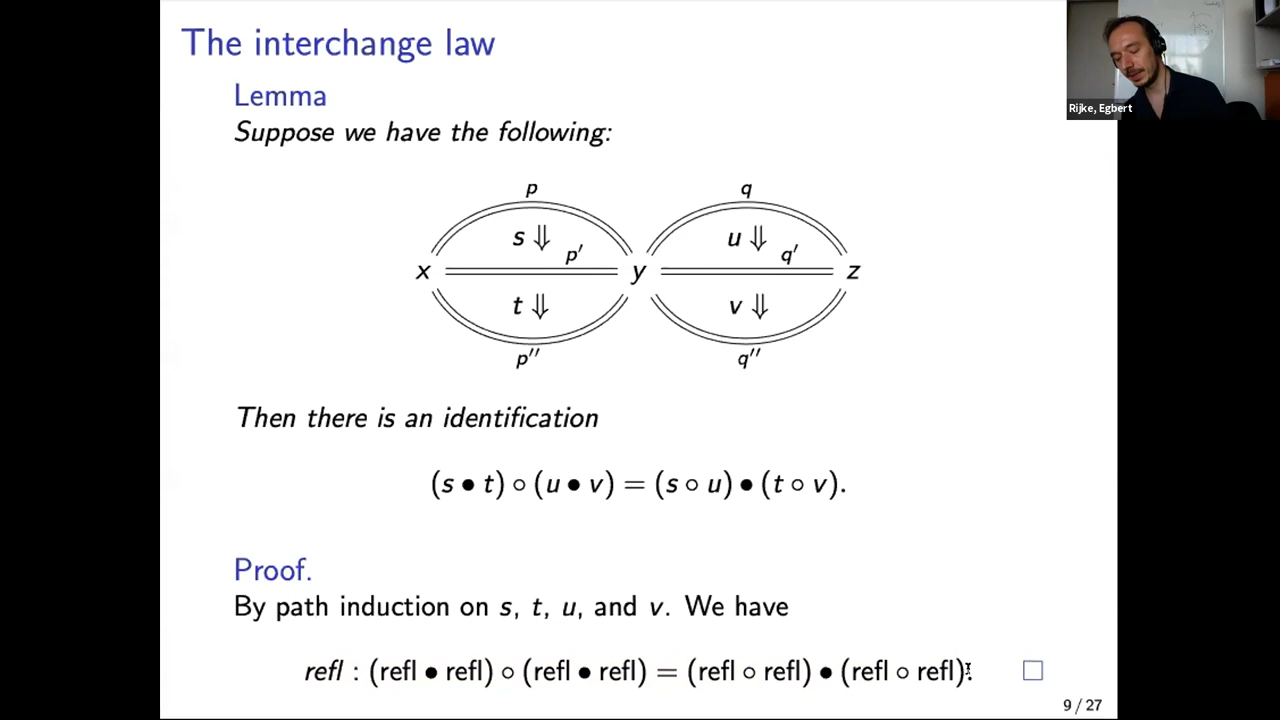 The interchange law
Lemma
Suppose we have the following:
p q
s ⇓ p′ u ⇓ q′
x y z
t ⇓ v ⇓
p″ q″
Then there is an identification
(s • t) ∘ (u • v) = (s ∘ u) • (t ∘ v).
Proof.
By path induction on s, t, u, and v. We have
refl : (refl • refl) ∘ (refl • refl) = (refl ∘ refl) • (refl ∘ refl).
9 / 27
Rijke, Egbert